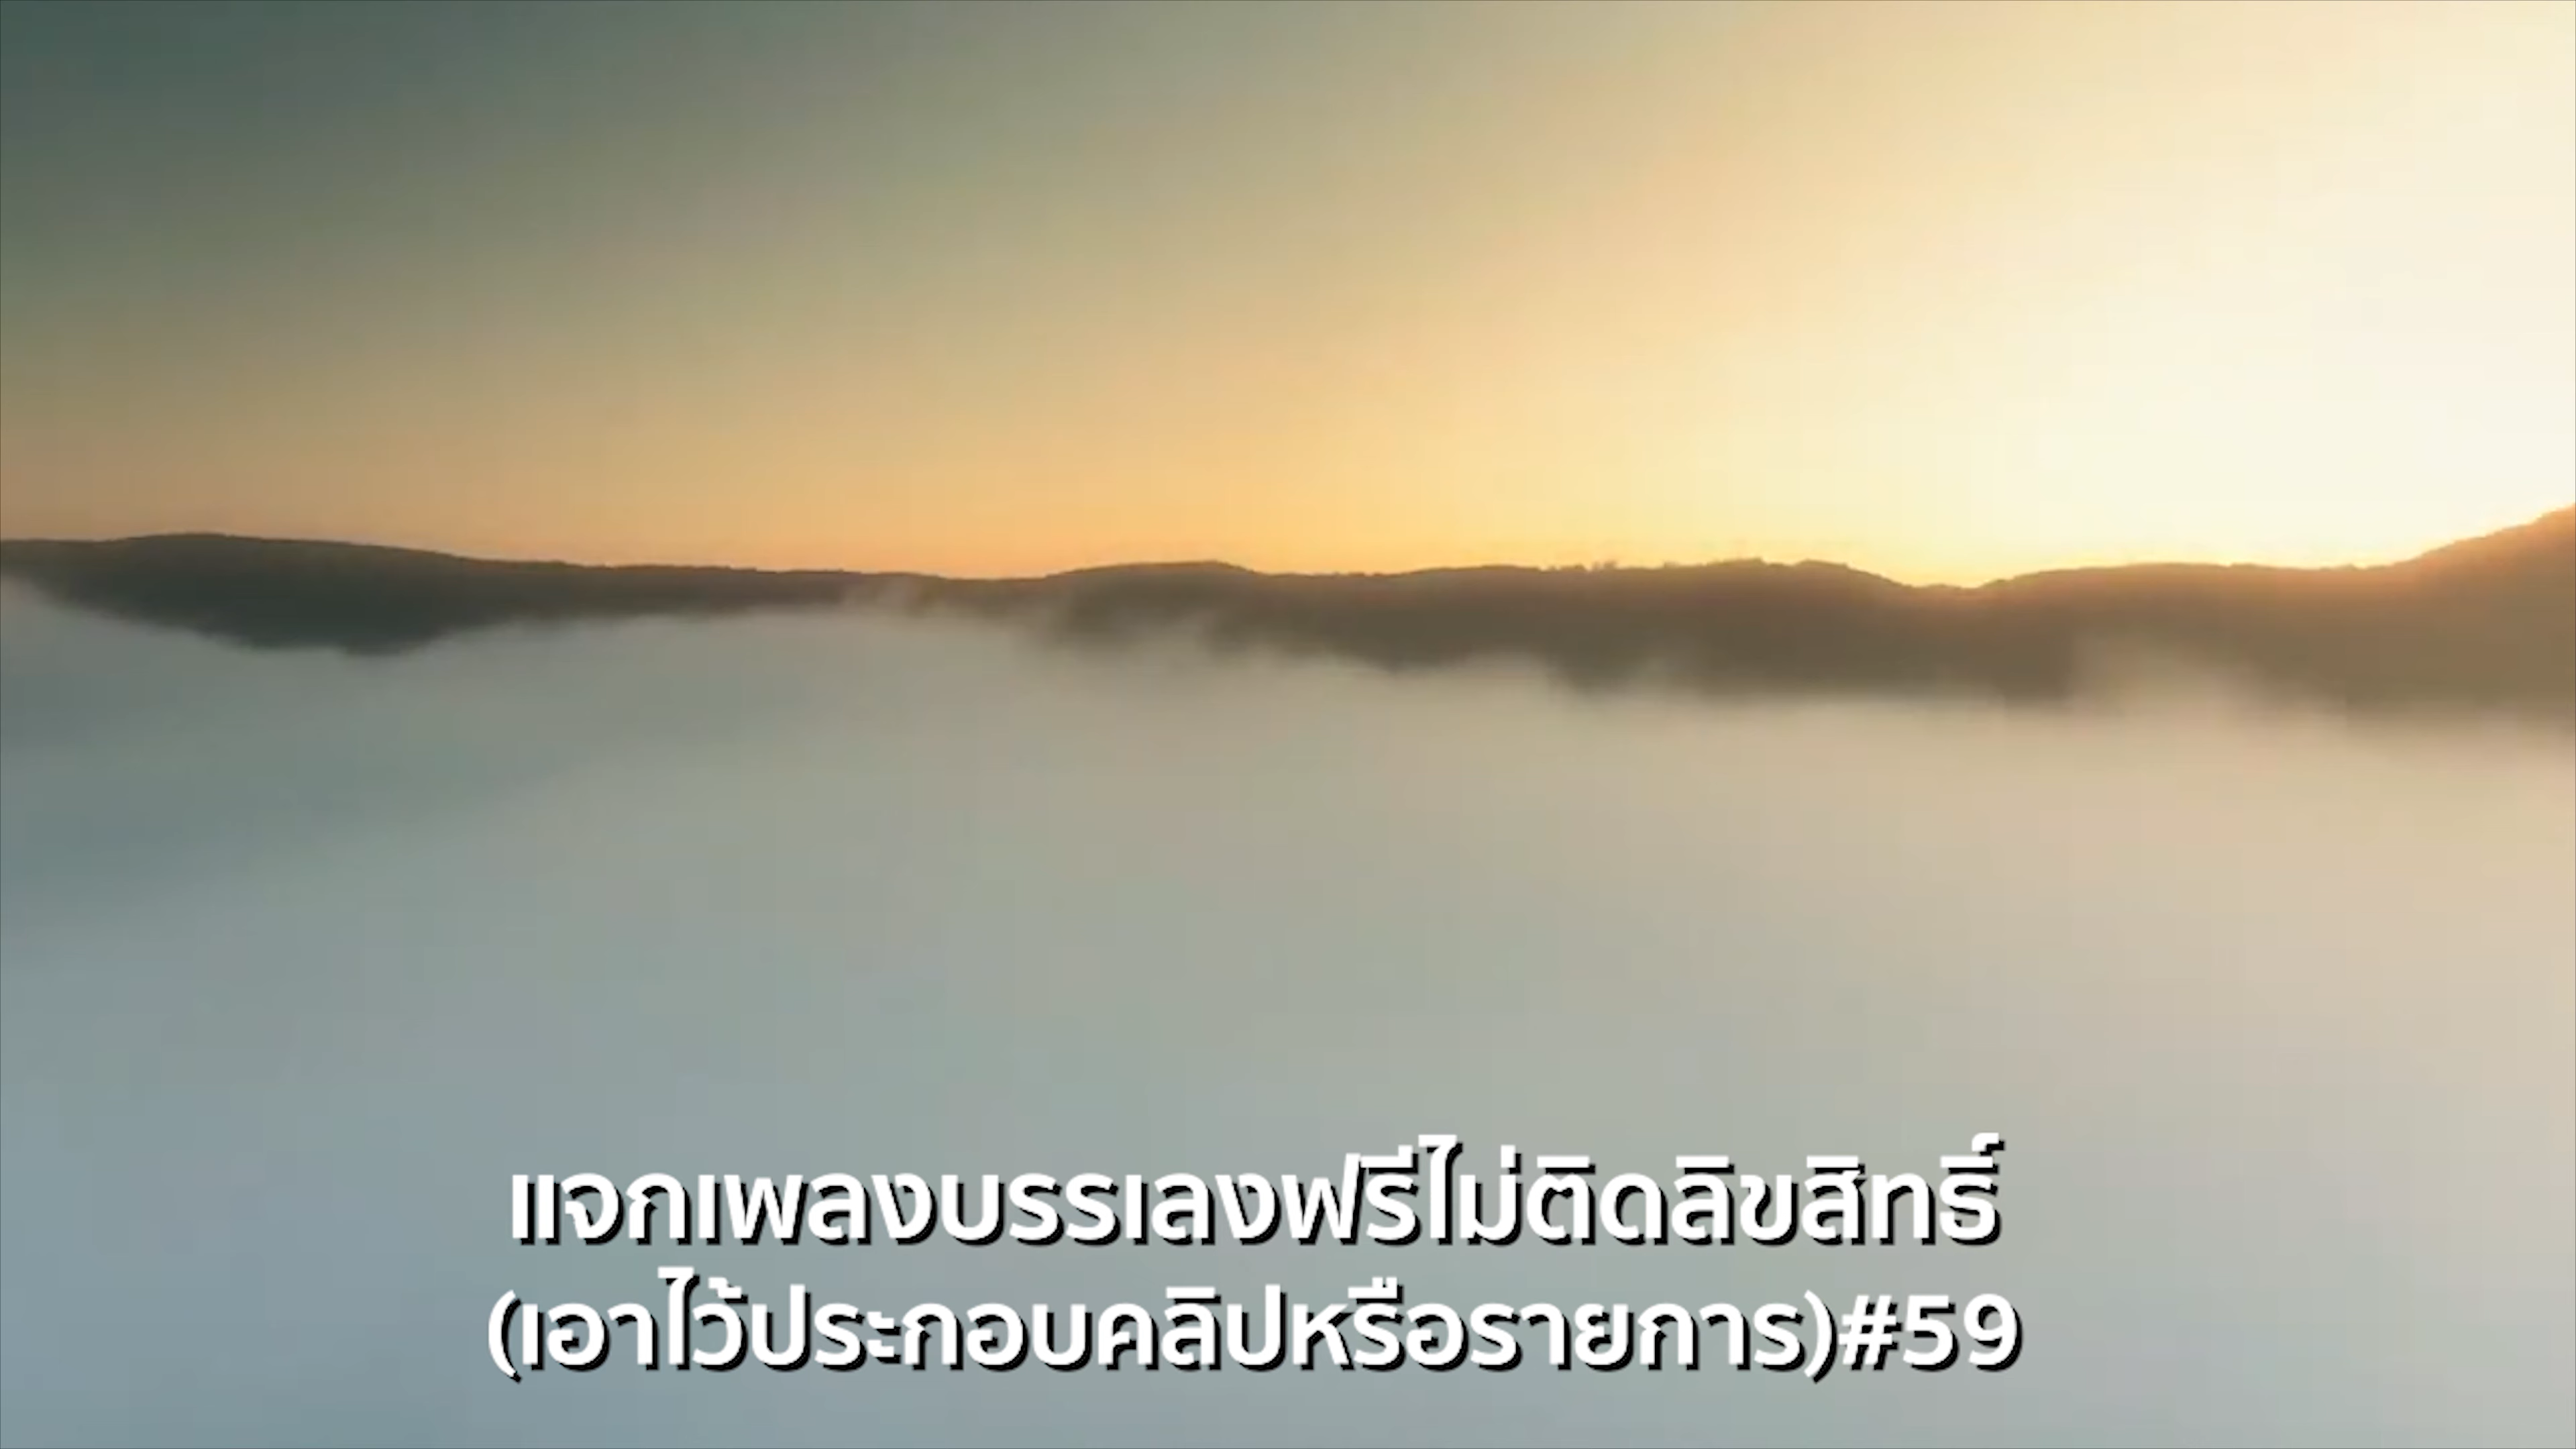 แจกเพลงบรรเลงฟรีไม่ติดลิขสิทธิ์
(เอาไว้ประกอบคลิปหรือรายการ)#59